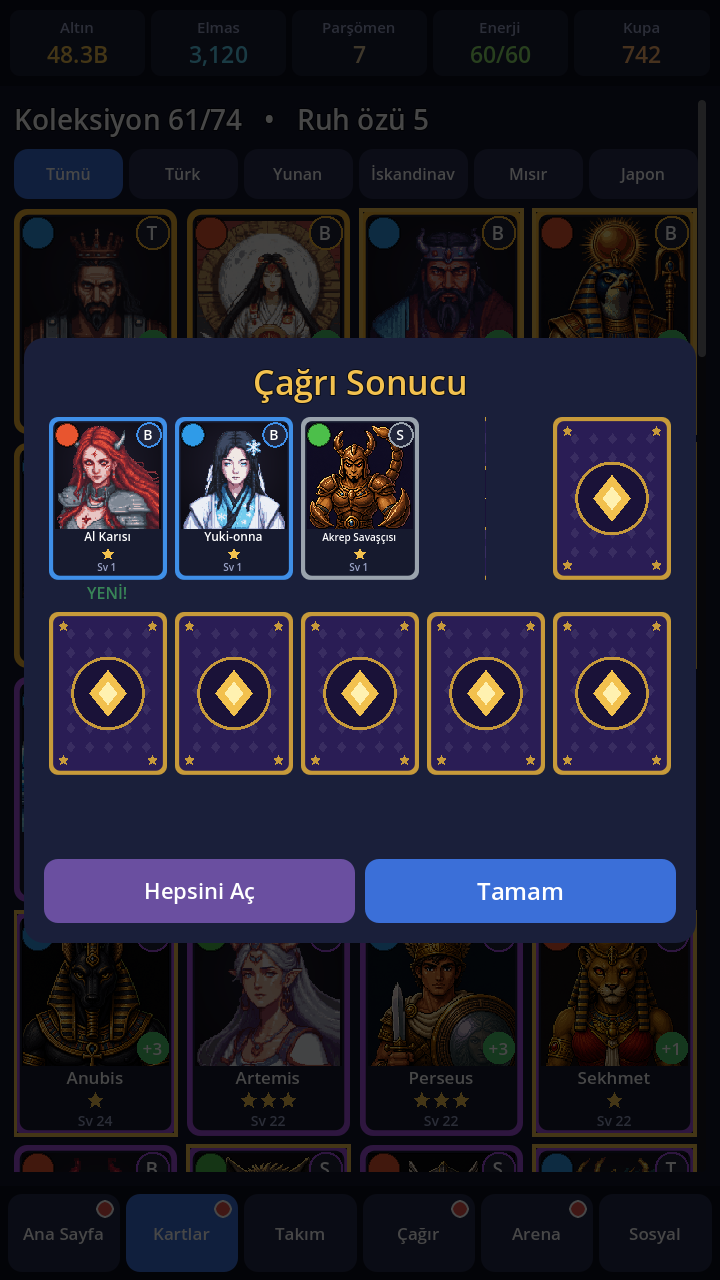 Altın
Elmas
Parşömen
Enerji
Kupa
48.3B
3,120
7
60/60
742
Koleksiyon 61/74 • Ruh özü 5
Tümü
Türk
Yunan
İskandinav
Mısır
Japon
T
B
B
B
Çağrı Sonucu
B
B
S
Al Karısı
Yuki-onna
Akrep Savaşçısı
Sv 1
Sv 1
Sv 1
YENİ!
Hepsini Aç
Tamam
+3
+3
+1
Anubis
Artemis
Perseus
Sekhmet
Sv 24
Sv 22
Sv 22
Sv 22
B
S
S
T
Ana Sayfa
Kartlar
Takım
Çağır
Arena
Sosyal